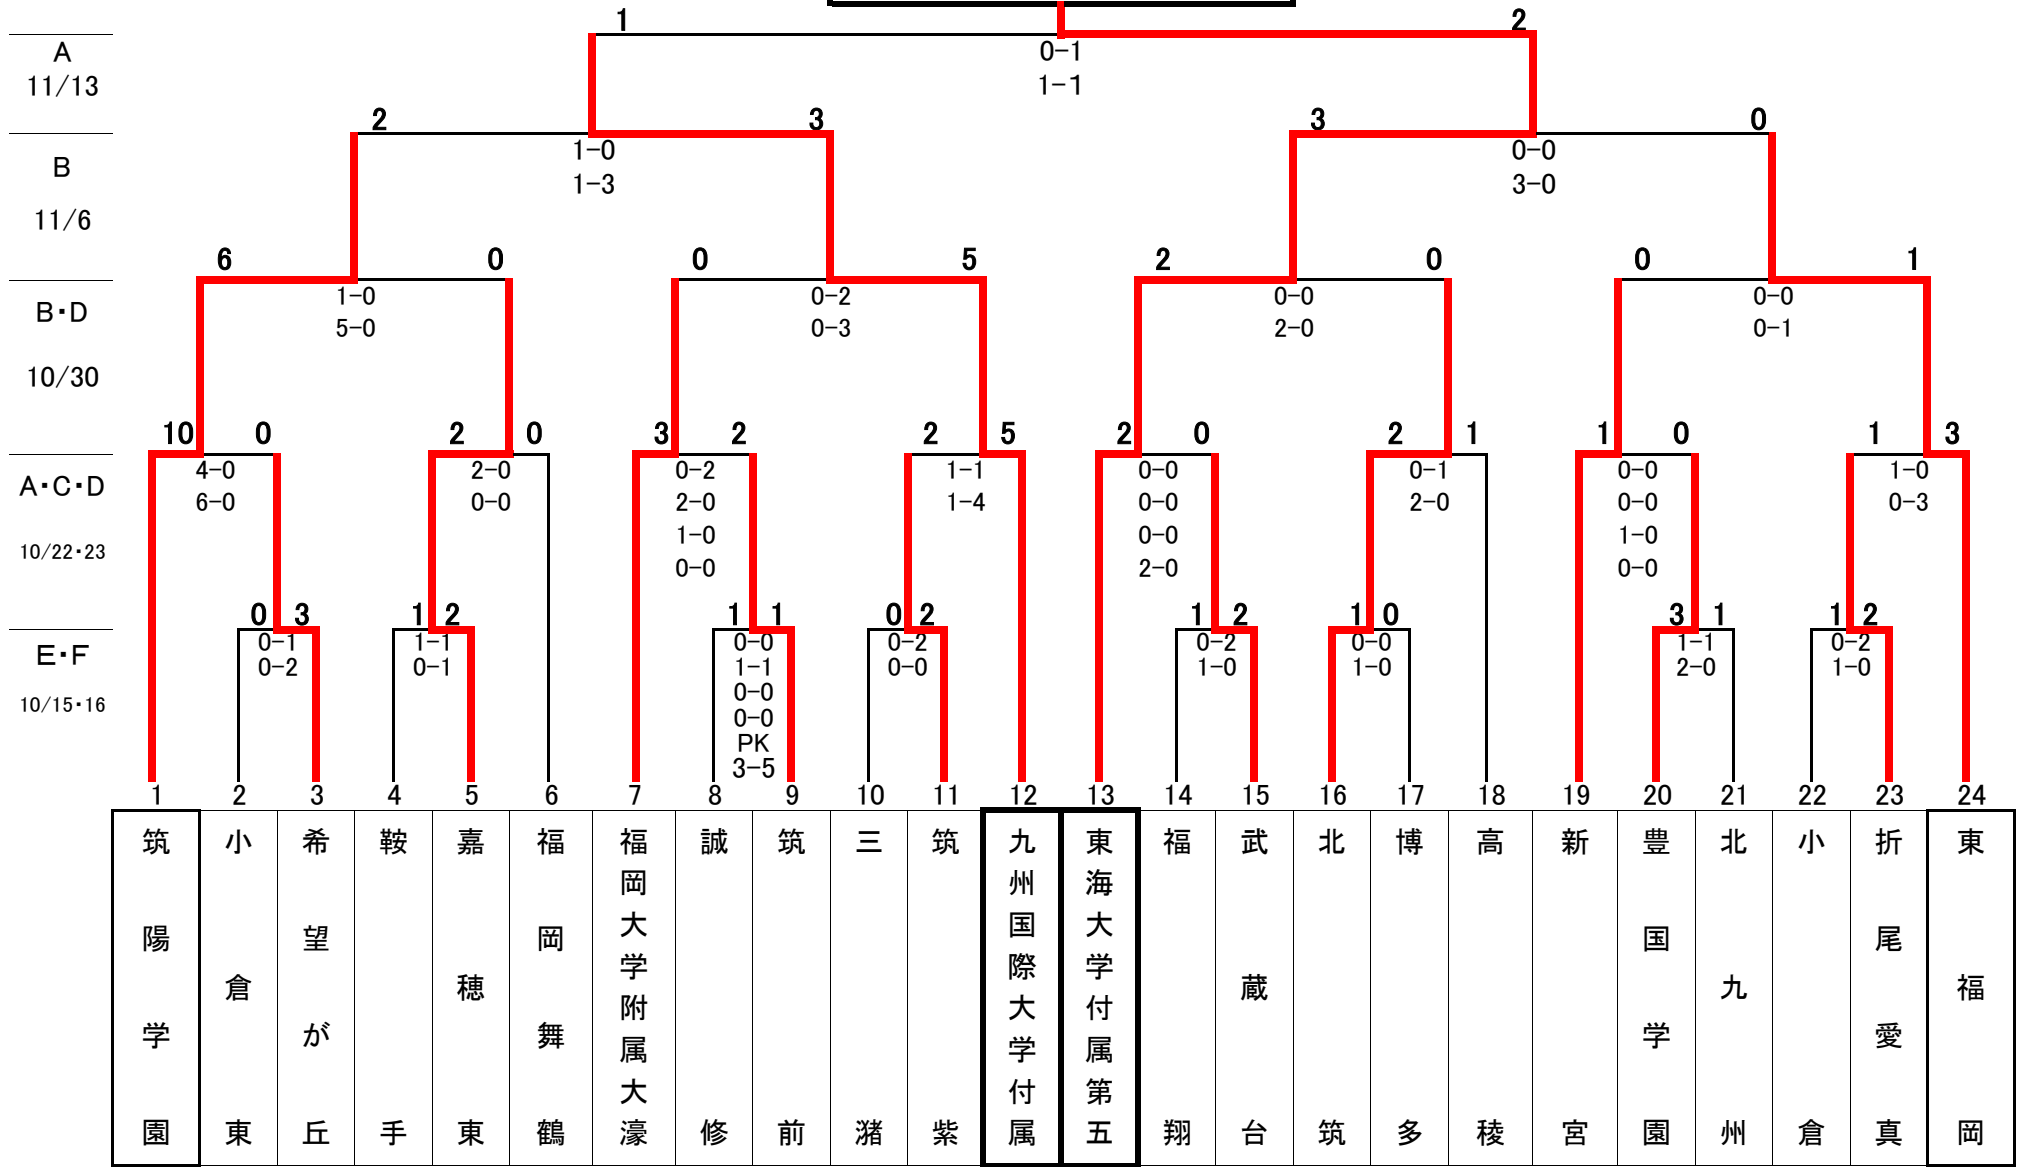 1 2
A 0-1
11/13 1-1
2 3 3 0
B 1-0 0-0
11/6 1-3 3-0
6 0 0 5 2 0 0 1
B・D 1-0 0-2 0-0 0-0
5-0 0-3 2-0 0-1
10/30
10 0 2 0 3 2 2 5 2 0 2 1 1 0 1 3
A・C・D 4-0 2-0 0-2 1-1 0-0 0-1 0-0 1-0
6-0 0-0 2-0 1-4 0-0 2-0 0-0 0-3
10/22・23 1-0 0-0 1-0
0-0 2-0 0-0
0 3 1 2 1 1 0 2 1 2 1 0 3 1 1 2
E・F 0-1 1-1 0-0 0-2 0-2 0-0 1-1 0-2
0-2 0-1 1-1 0-0 1-0 1-0 2-0 1-0
10/15・16 0-0
0-0
PK
3-5
1 2 3 4 5 6 7 8 9 10 11 12 13 14 15 16 17 18 19 20 21 22 23 24
筑陽学園
小倉東
希望が丘
鞍手
嘉穂東
福岡舞鶴
福岡大学附属大濠
誠修
筑前
三潴
筑紫
九州国際大学付属
東海大学付属第五
福翔
武蔵台
北筑
博多
高稜
新宮
豊国学園
北九州
小倉
折尾愛真
東福岡